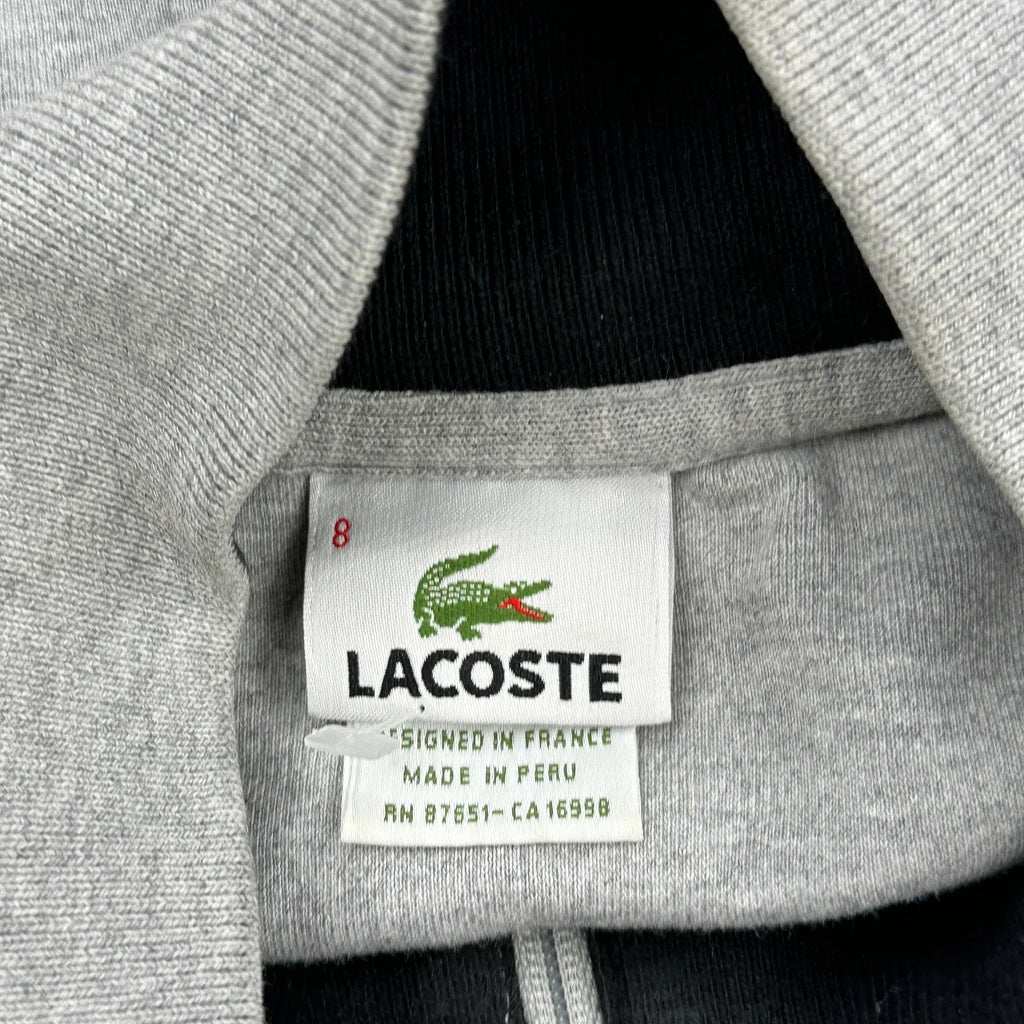 8
LACOSTE
DESIGNED IN FRANCE
MADE IN PERU
RN 87651-CA 16998